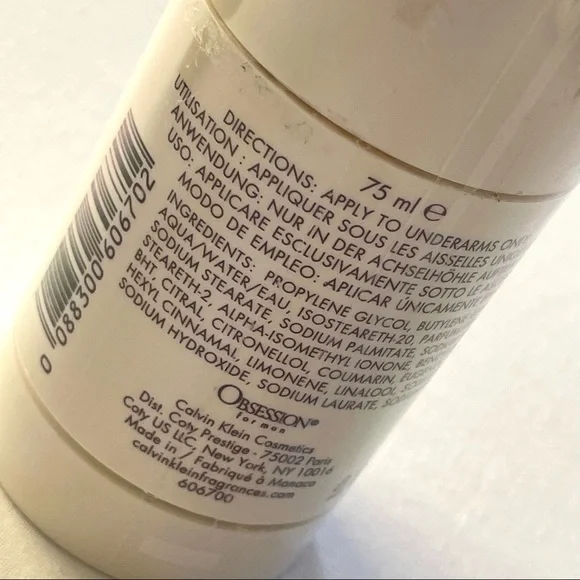 75 ml e
DIRECTIONS: APPLY TO UNDERARMS ONLY
UTILISATION : APPLIQUER SOUS LES AISSELLES
ANWENDUNG: NUR IN DER ACHSELHÖHLE
USO: APPLICARE ESCLUSIVAMENTE SOTTO LE
MODO DE EMPLEO: APLICAR ÚNICAMENTE
INGREDIENTS: PROPYLENE GLYCOL, BUTYLENE
AQUA/WATER/EAU, ISOSTEARETH-20, PARFUM
SODIUM STEARATE, SODIUM PALMITATE,
STEARETH-2, ALPHA-ISOMETHYL IONONE,
BHT, CITRAL, CITRONELLOL, COUMARIN,
HEXYL CINNAMAL, LIMONENE, LINALOOL,
SODIUM HYDROXIDE, SODIUM LAURATE,
OBSESSION®
for men
Calvin Klein Cosmetics
Dist. Coty Prestige - 75002 Paris
Coty US LLC, New York, NY 10016
Made in / Fabriqué à Monaco
calvinkleinfragrances.com
606700
0 088300 606702